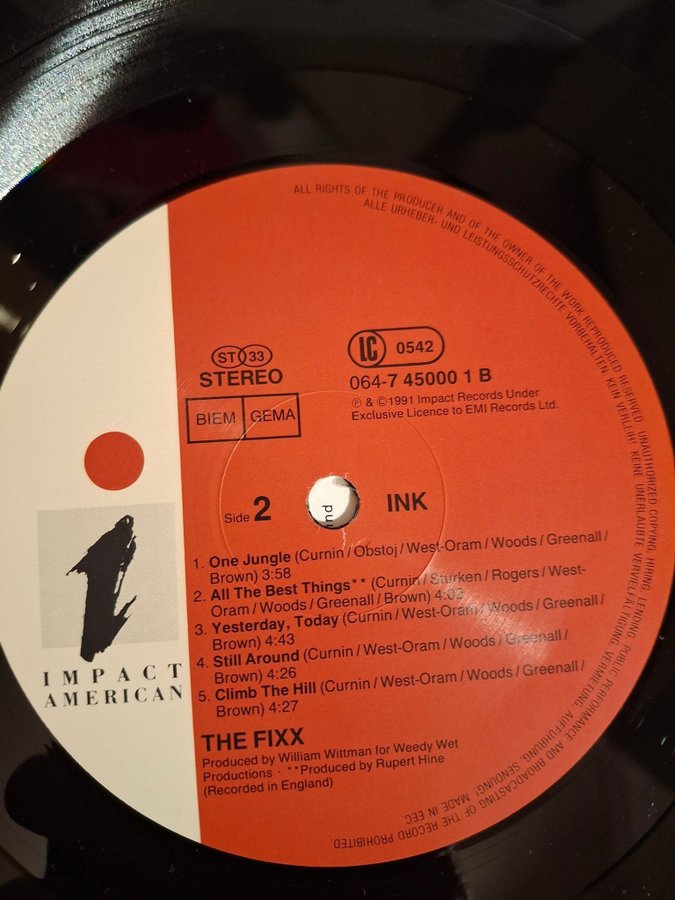 ALL RIGHTS OF THE PRODUCER AND OF THE OWNER OF THE WORK REPRODUCED RESERVED. UNAUTHORIZED COPYING, HIRING, LENDING, PUBLIC PERFORMANCE AND BROADCASTING OF THE RECORD PROHIBITED.
ALLE URHEBER- UND LEISTUNGSSCHUTZRECHTE VORBEHALTEN. KEIN VERLEIH! KEINE UNERLAUBTE VERVIELFÄLTIGUNG, VERMIETUNG, AUFFÜHRUNG, SENDUNG! MADE IN EEC.
ST 33
STEREO
BIEM GEMA
LC 0542
064-7 45000 1 B
℗ & ©1991 Impact Records Under
Exclusive Licence to EMI Records Ltd.
Side 2
und
INK
1. One Jungle (Curnin / Obstoj / West-Oram / Woods / Greenall /
Brown) 3:58
2. All The Best Things** (Curnin / Sturken / Rogers / West-
Oram / Woods / Greenall / Brown) 4:02
3. Yesterday, Today (Curnin / West-Oram / Woods / Greenall /
Brown) 4:43
4. Still Around (Curnin / West-Oram / Woods / Greenall /
Brown) 4:26
5. Climb The Hill (Curnin / West-Oram / Woods / Greenall /
Brown) 4:27
THE FIXX
Produced by William Wittman for Weedy Wet
Productions · **Produced by Rupert Hine
(Recorded in England)
i
IMPACT
AMERICAN